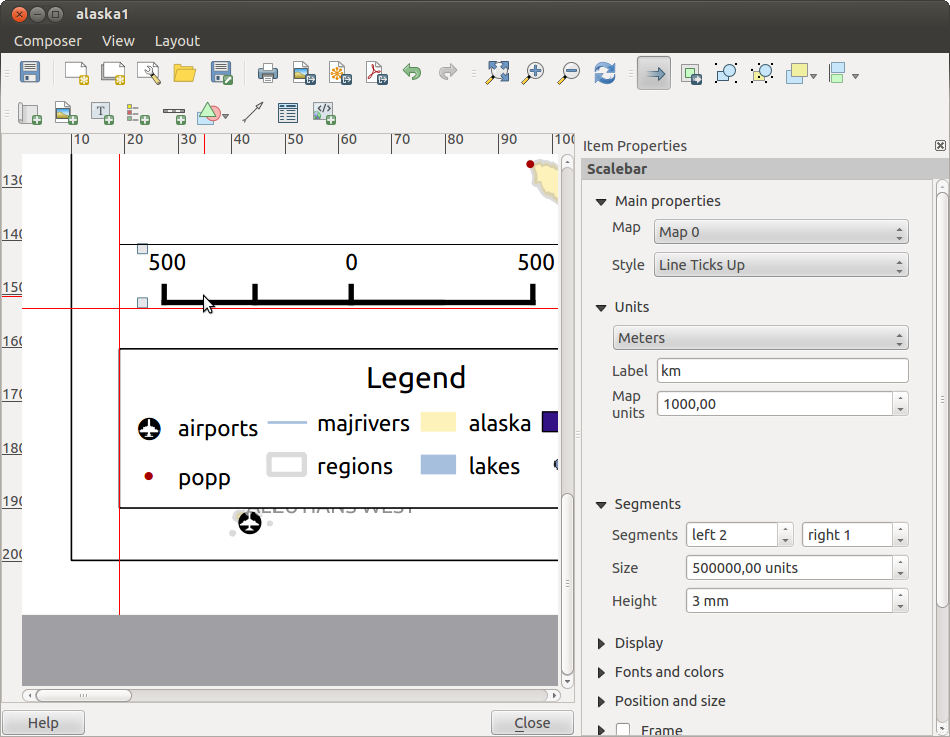 alaska1
Composer View Layout
10 20 30 40 50 60 70 80 90 100
130
140
150
160
170
180
190
200
500 0 500
Legend
airports majrivers alaska
popp regions lakes
ALEUTIANS WEST
Help Close
Item Properties
Scalebar
Main properties
Map Map 0
Style Line Ticks Up
Units
Meters
Label km
Map units 1000,00
Segments
Segments left 2 right 1
Size 500000,00 units
Height 3 mm
Display
Fonts and colors
Position and size
Frame